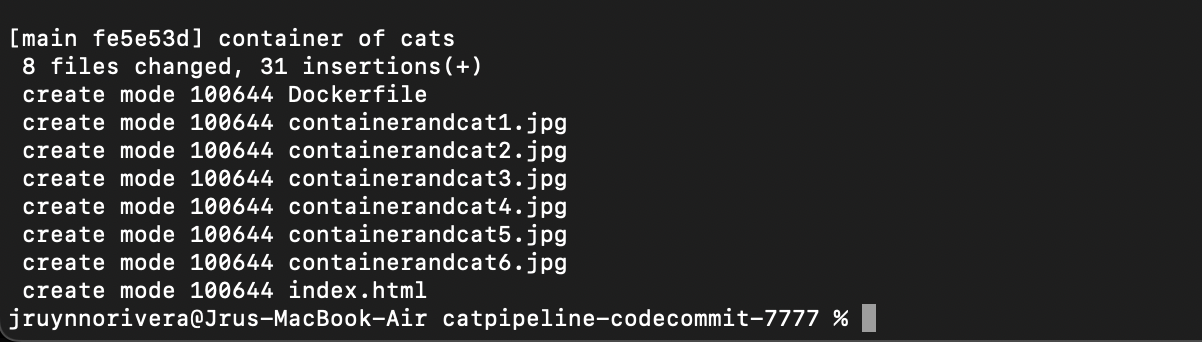 [main fe5e53d] container of cats
8 files changed, 31 insertions(+)
create mode 100644 Dockerfile
create mode 100644 containerandcat1.jpg
create mode 100644 containerandcat2.jpg
create mode 100644 containerandcat3.jpg
create mode 100644 containerandcat4.jpg
create mode 100644 containerandcat5.jpg
create mode 100644 containerandcat6.jpg
create mode 100644 index.html
jruynnorivera@Jrus-MacBook-Air catpipeline-codecommit-7777 %